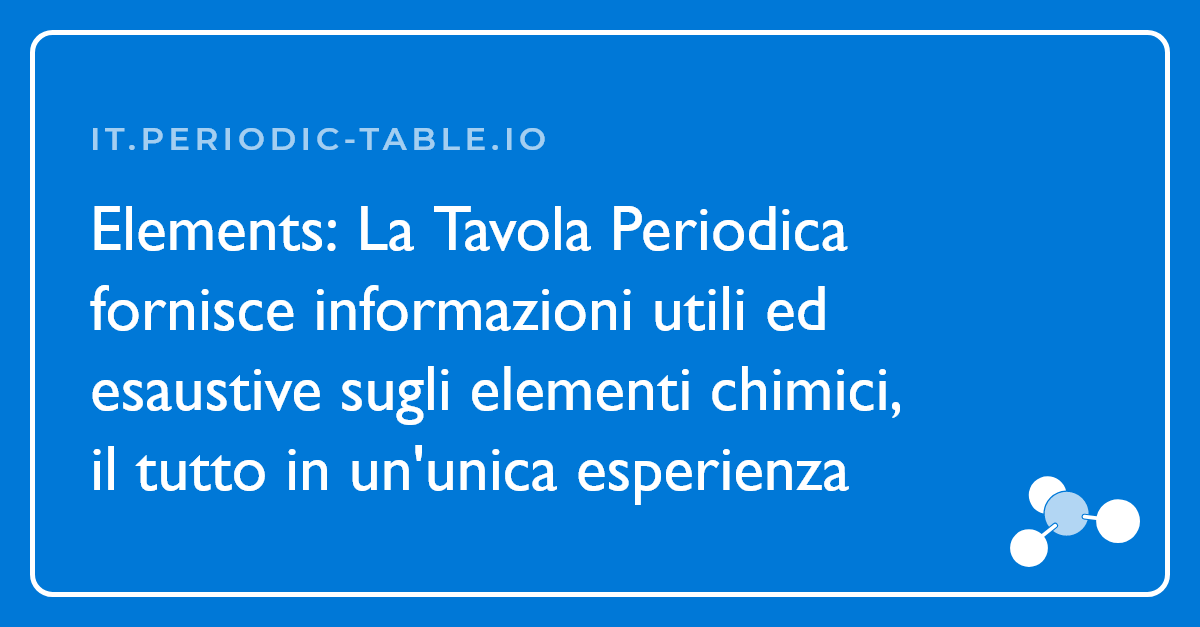 IT.PERIODIC-TABLE.IO
Elements: La Tavola Periodica
fornisce informazioni utili ed
esaustive sugli elementi chimici,
il tutto in un'unica esperienza